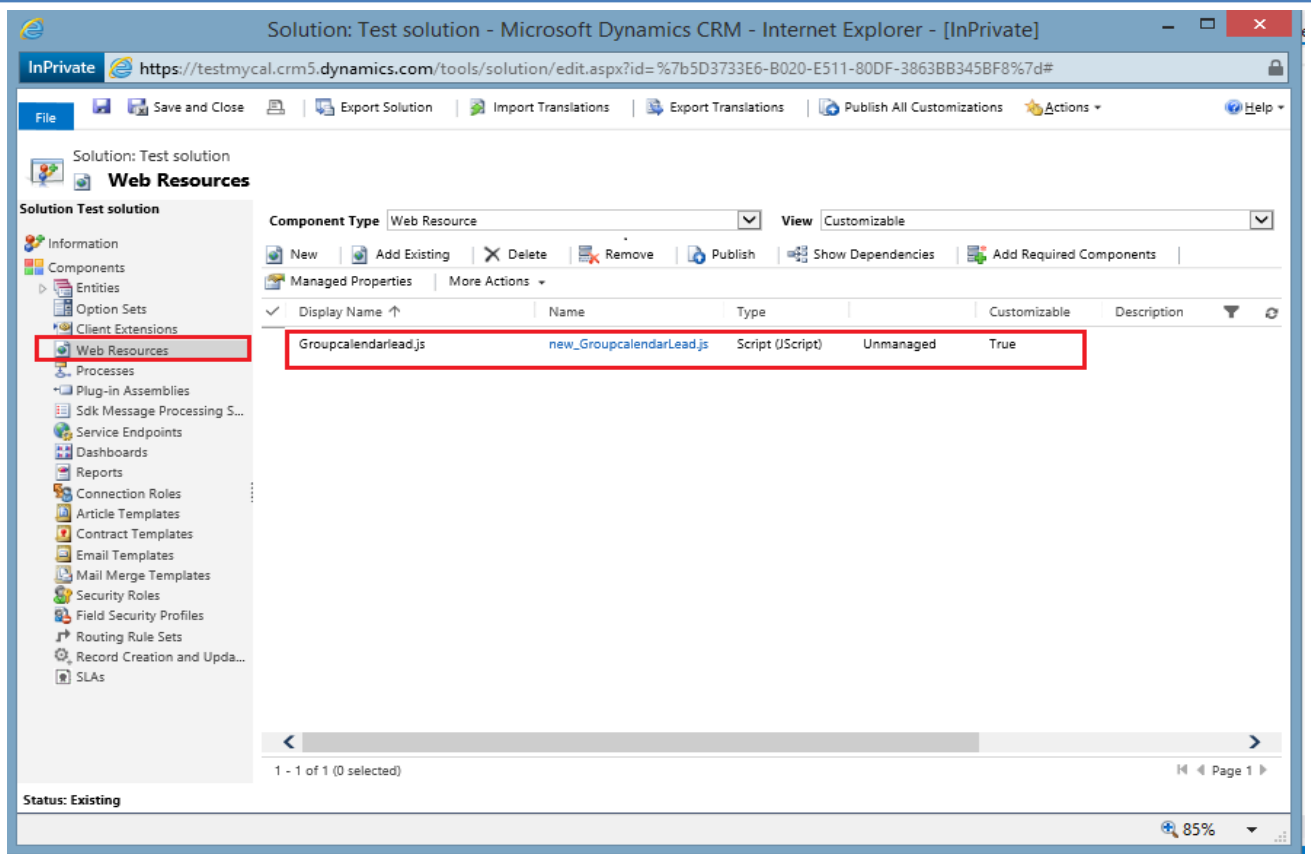 Solution: Test solution - Microsoft Dynamics CRM - Internet Explorer - [InPrivate]
InPrivate https://testmycal.crm5.dynamics.com/tools/solution/edit.aspx?id=%7b5D3733E6-B020-E511-80DF-3863BB345BF8%7d#
File Save and Close Export Solution Import Translations Export Translations Publish All Customizations Actions Help
Solution: Test solution
Web Resources
Solution Test solution
Information
Components
Entities
Option Sets
Client Extensions
Web Resources
Processes
Plug-in Assemblies
Sdk Message Processing S...
Service Endpoints
Dashboards
Reports
Connection Roles
Article Templates
Contract Templates
Email Templates
Mail Merge Templates
Security Roles
Field Security Profiles
Routing Rule Sets
Record Creation and Upda...
SLAs
Component Type Web Resource View Customizable
New Add Existing Delete Remove Publish Show Dependencies Add Required Components
Managed Properties More Actions
Display Name Name Type Customizable Description
Groupcalendarlead.js new_GroupcalendarLead.js Script (JScript) Unmanaged True
1 - 1 of 1 (0 selected) Page 1
Status: Existing
85%